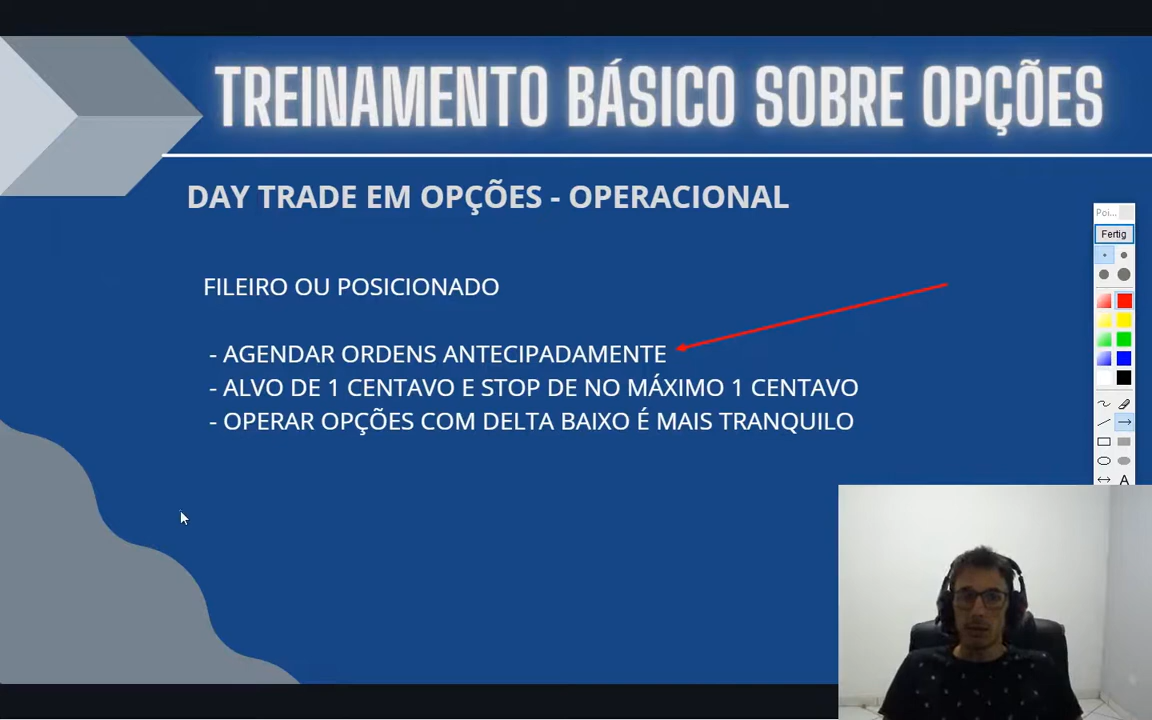 TREINAMENTO BÁSICO SOBRE OPÇÕES
DAY TRADE EM OPÇÕES - OPERACIONAL
FILEIRO OU POSICIONADO
- AGENDAR ORDENS ANTECIPADAMENTE
- ALVO DE 1 CENTAVO E STOP DE NO MÁXIMO 1 CENTAVO
- OPERAR OPÇÕES COM DELTA BAIXO É MAIS TRANQUILO
Poi...
Fertig
A